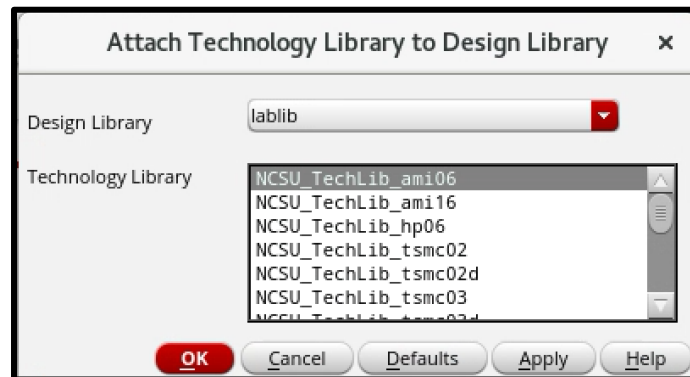 Attach Technology Library to Design Library ×
Design Library lablib
Technology Library NCSU_TechLib_ami06
NCSU_TechLib_ami16
NCSU_TechLib_hp06
NCSU_TechLib_tsmc02
NCSU_TechLib_tsmc02d
NCSU_TechLib_tsmc03
NCSU_TechLib_tsmc03d
OK Cancel Defaults Apply Help